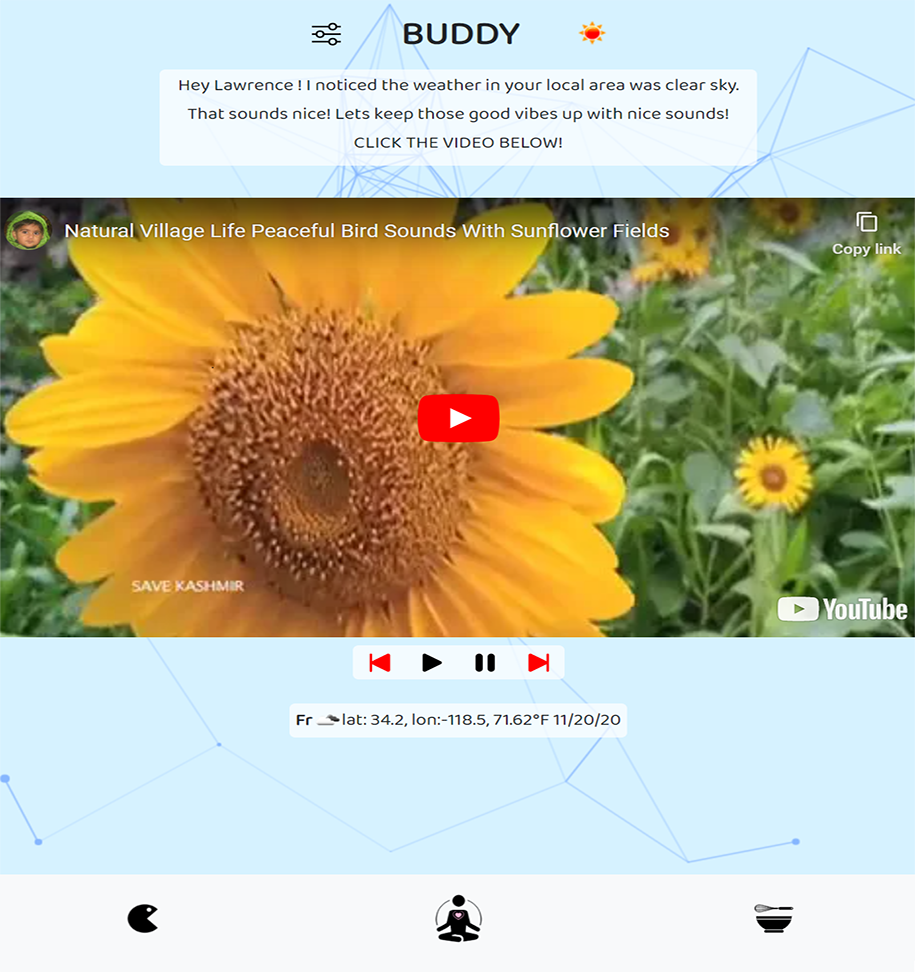 BUDDY
Hey Lawrence ! I noticed the weather in your local area was clear sky.
That sounds nice! Lets keep those good vibes up with nice sounds!
CLICK THE VIDEO BELOW!
Natural Village Life Peaceful Bird Sounds With Sunflower Fields
Copy link
SAVE KASHMIR
YouTube
Fr lat: 34.2, lon:-118.5, 71.62°F 11/20/20